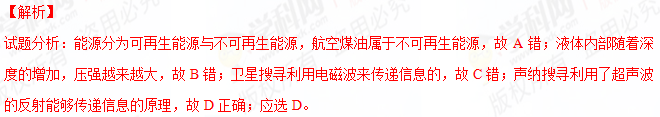 【解析】
试题分析：能源分为可再生能源与不可再生能源，航空煤油属于不可再生能源，故 A 错；液体内部随着深
度的增加，压强越来越大，故 B 错；卫星搜寻利用电磁波来传递信息的，故 C 错；声纳搜寻利用了超声波
的反射能够传递信息的原理，故 D 正确；应选 D。